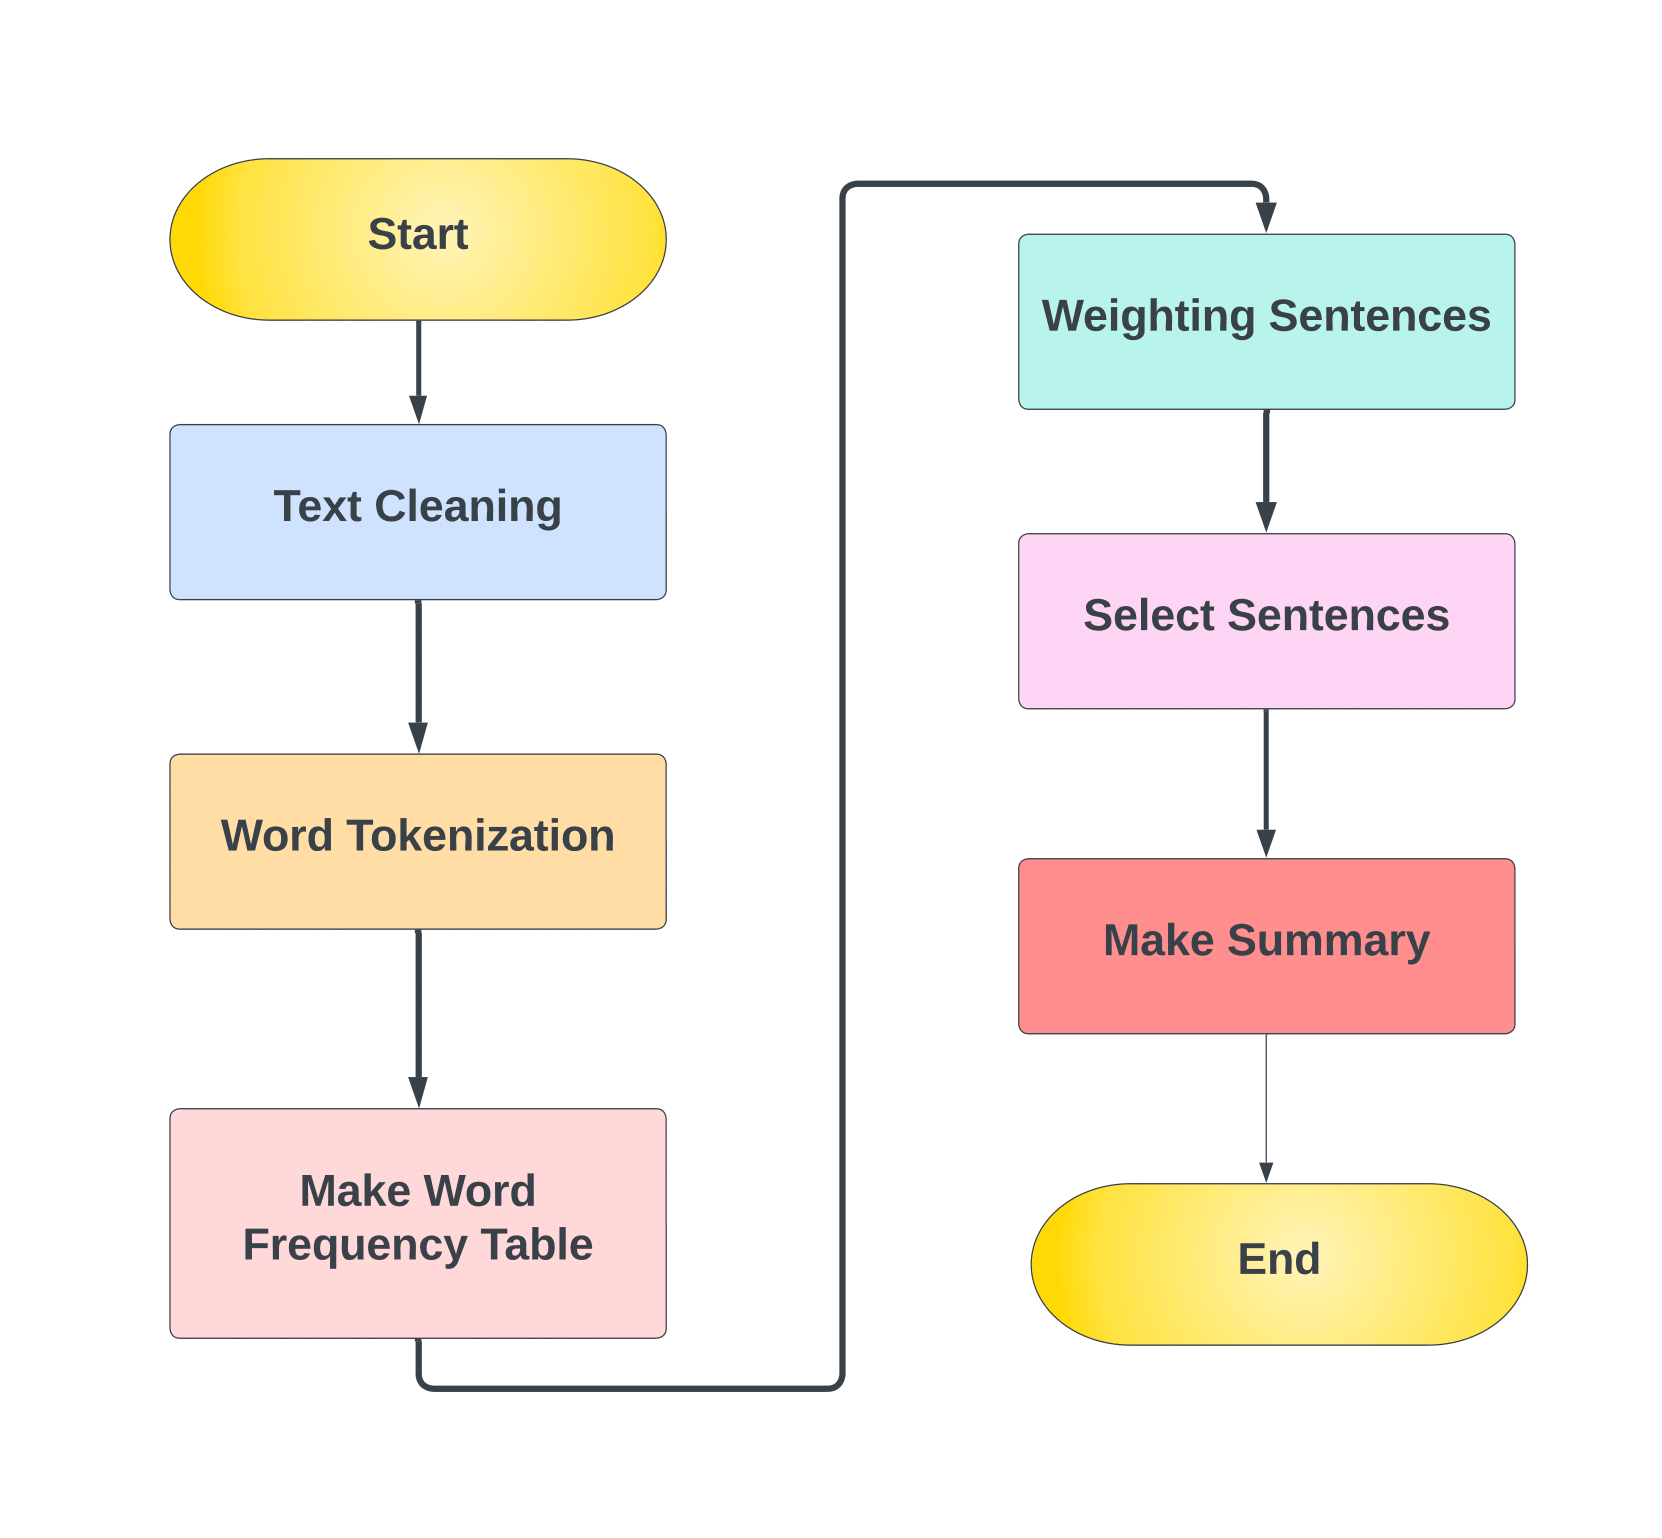 Start
Text Cleaning
Word Tokenization
Make Word
Frequency Table
Weighting Sentences
Select Sentences
Make Summary
End